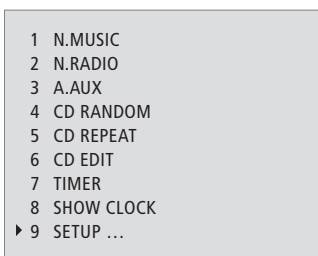 1 N.MUSIC
2 N.RADIO
3 A.AUX
4 CD RANDOM
5 CD REPEAT
6 CD EDIT
7 TIMER
8 SHOW CLOCK
9 SETUP …